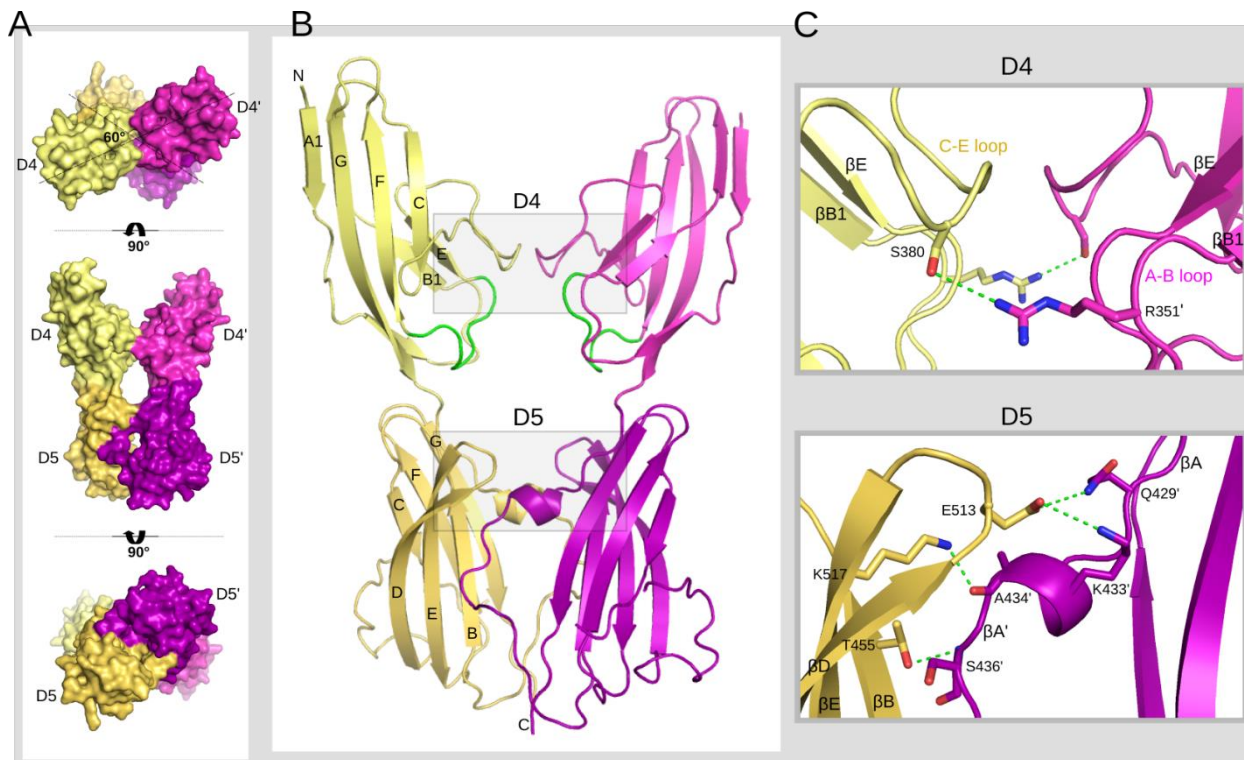 A
D4'
60°
D4
90°
D4
D4'
D5
D5'
90°
D5'
D5
B
N
A1
G
F
C
D4
E
B1
D5
G
F
C
D
E
B
C
C
D4
C-E loop
βE
βE
βB1
βB1
S380
A-B loop
R351'
D5
βA
Q429'
E513
K517
K433'
A434'
βA'
T455
S436'
βD
βE
βB